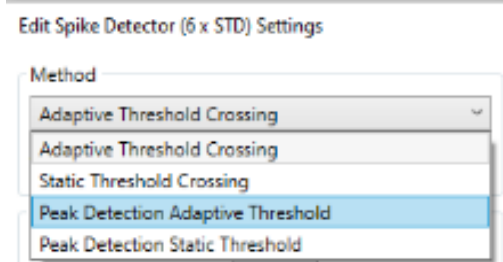 Edit Spike Detector (6 x STD) Settings
Method
Adaptive Threshold Crossing
Adaptive Threshold Crossing
Static Threshold Crossing
Peak Detection Adaptive Threshold
Peak Detection Static Threshold